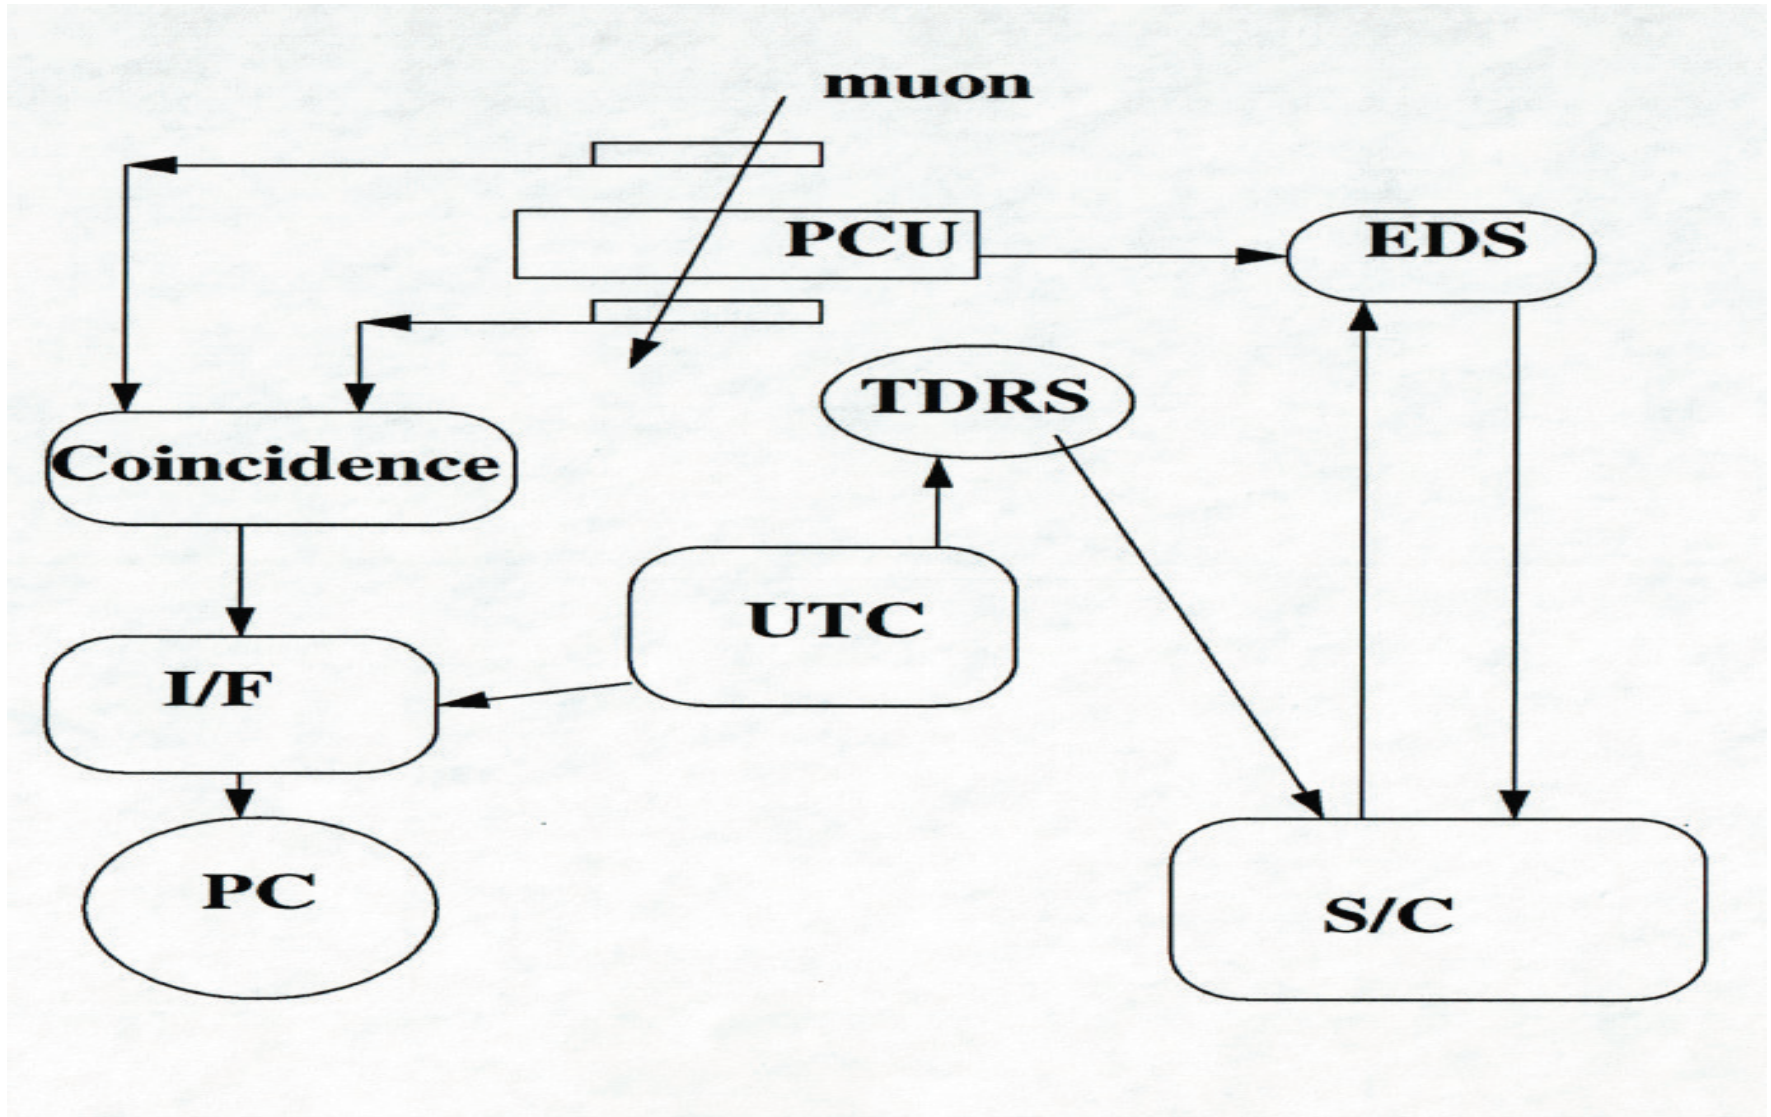 muon
PCU
EDS
TDRS
Coincidence
UTC
I/F
PC
S/C